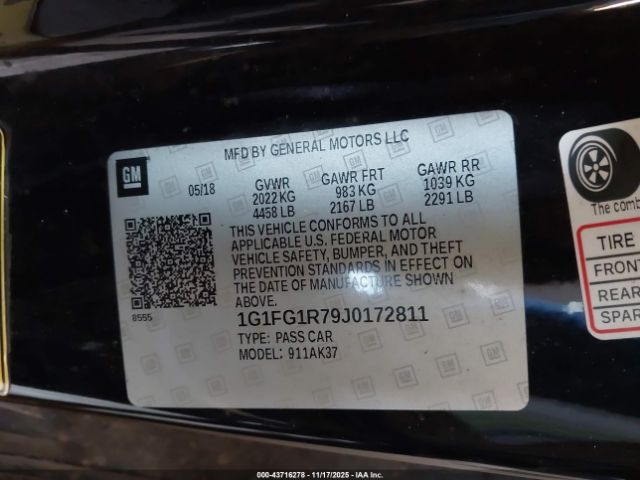 MFD BY GENERAL MOTORS LLC
GM
05/18
GVWR GAWR FRT GAWR RR
2022 KG 983 KG 1039 KG
4458 LB 2167 LB 2291 LB
THIS VEHICLE CONFORMS TO ALL
APPLICABLE U.S. FEDERAL MOTOR
VEHICLE SAFETY, BUMPER, AND THEFT
PREVENTION STANDARDS IN EFFECT ON
THE DATE OF MANUFACTURE SHOWN
ABOVE.
8555
1G1FG1R79J0172811
TYPE: PASS CAR
MODEL: 911AK37
The comb
TIRE
FRONT
REAR
SPAR
000-43716278 - 11/17/2025 - IAA Inc.